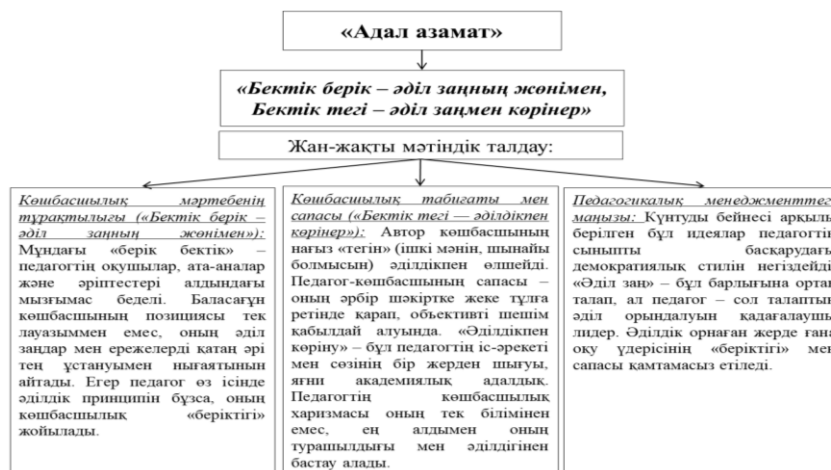 «Адал азамат»
«Бектік берік – әділ заңның жөнімен,
Бектік тегі – әділ заңмен көрінер»
Жан-жақты мәтіндік талдау:
Көшбасшылық мәртебенің
тұрақтылығы («Бектік берік –
әділ заңның жөнімен»):
Мұндағы «берік бектік» –
педагогтің оқушылар, ата-аналар
және әріптестері алдындағы
мызғымас беделі. Баласағұн
көшбасшының позициясы тек
лауазыммен емес, оның әділ
заңдар мен ережелерді қатаң әрі
тең ұстануымен нығаятынын
айтады. Егер педагог өз ісінде
әділдік принципін бұзса, оның
көшбасшылық «беріктігі»
жойылады.
Көшбасшылық табиғаты мен
сапасы («Бектік тегі — әділдікпен
көрінер»): Автор көшбасшының
нағыз «тегін» (ішкі мәнін, шынайы
болмысын) әділдікпен өлшейді.
Педагог-көшбасшының сапасы –
оның әрбір шәкіртке жеке тұлға
ретінде қарап, объективті шешім
қабылдай алуында. «Әділдікпен
көріну» – бұл педагогтің іс-әрекеті
мен сөзінің бір жерден шығуы,
яғни академиялық адалдық.
Педагогтің көшбасшылық
харизмасы оның тек білімінен
емес, ең алдымен оның
турашылдығы мен әділдігінен
бастау алады.
Педагогикалық менеджменттег
маңызы: Күнтуды бейнесі арқылы
берілген бұл идеялар педагогтің
сыныпты басқарудағы
демократиялық стилін негіздейді
«Әділ заң» – бұл барлығына ортақ
талап, ал педагог – сол талаптың
әділ орындалуын қадағалаушы
лидер. Әділдік орнаған жерде ғана
оқу үдерісінің «беріктігі» мен
сапасы қамтамасыз етіледі.